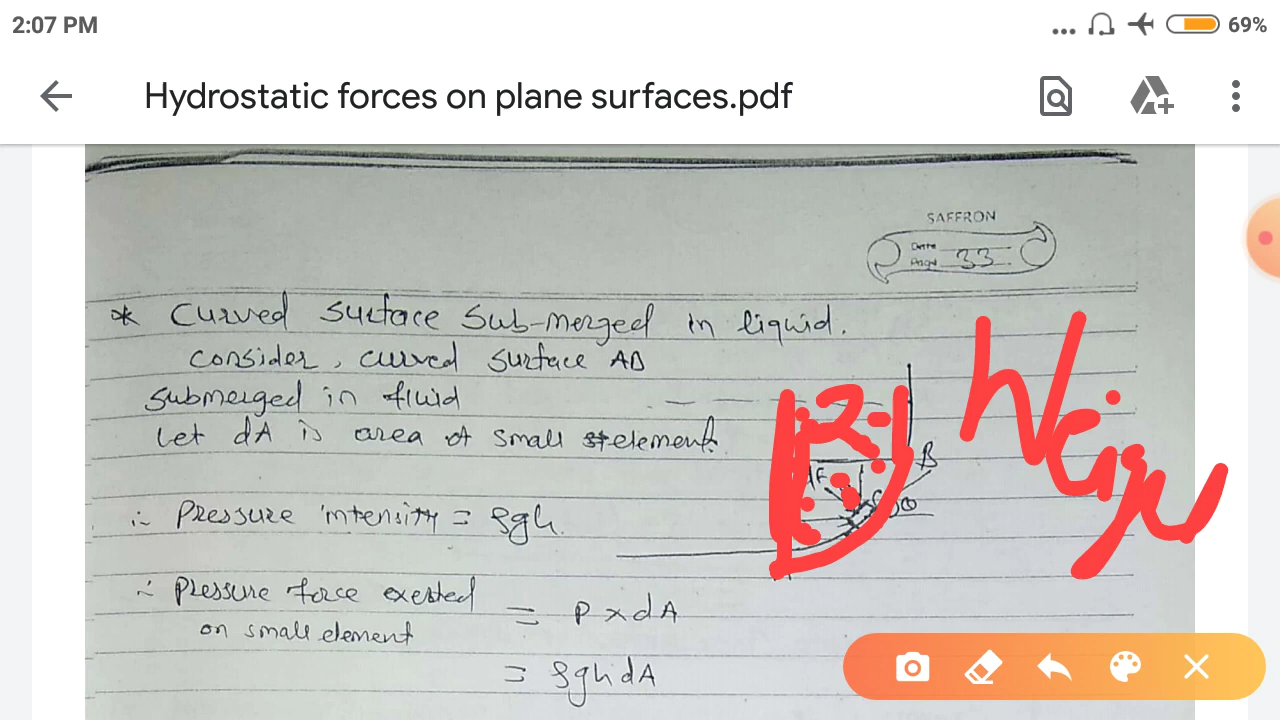 2:07 PM
... 69%
Hydrostatic forces on plane surfaces.pdf
SAFFRON
Date
Page 33
* Curved surface sub-merged in liquid.
consider, curved surface AB
submerged in fluid
Let dA is area of small element.
B
∴ Pressure intensity = ρgh.
∴ Pressure force exerted
on small element
= P x dA
= ρgh dA